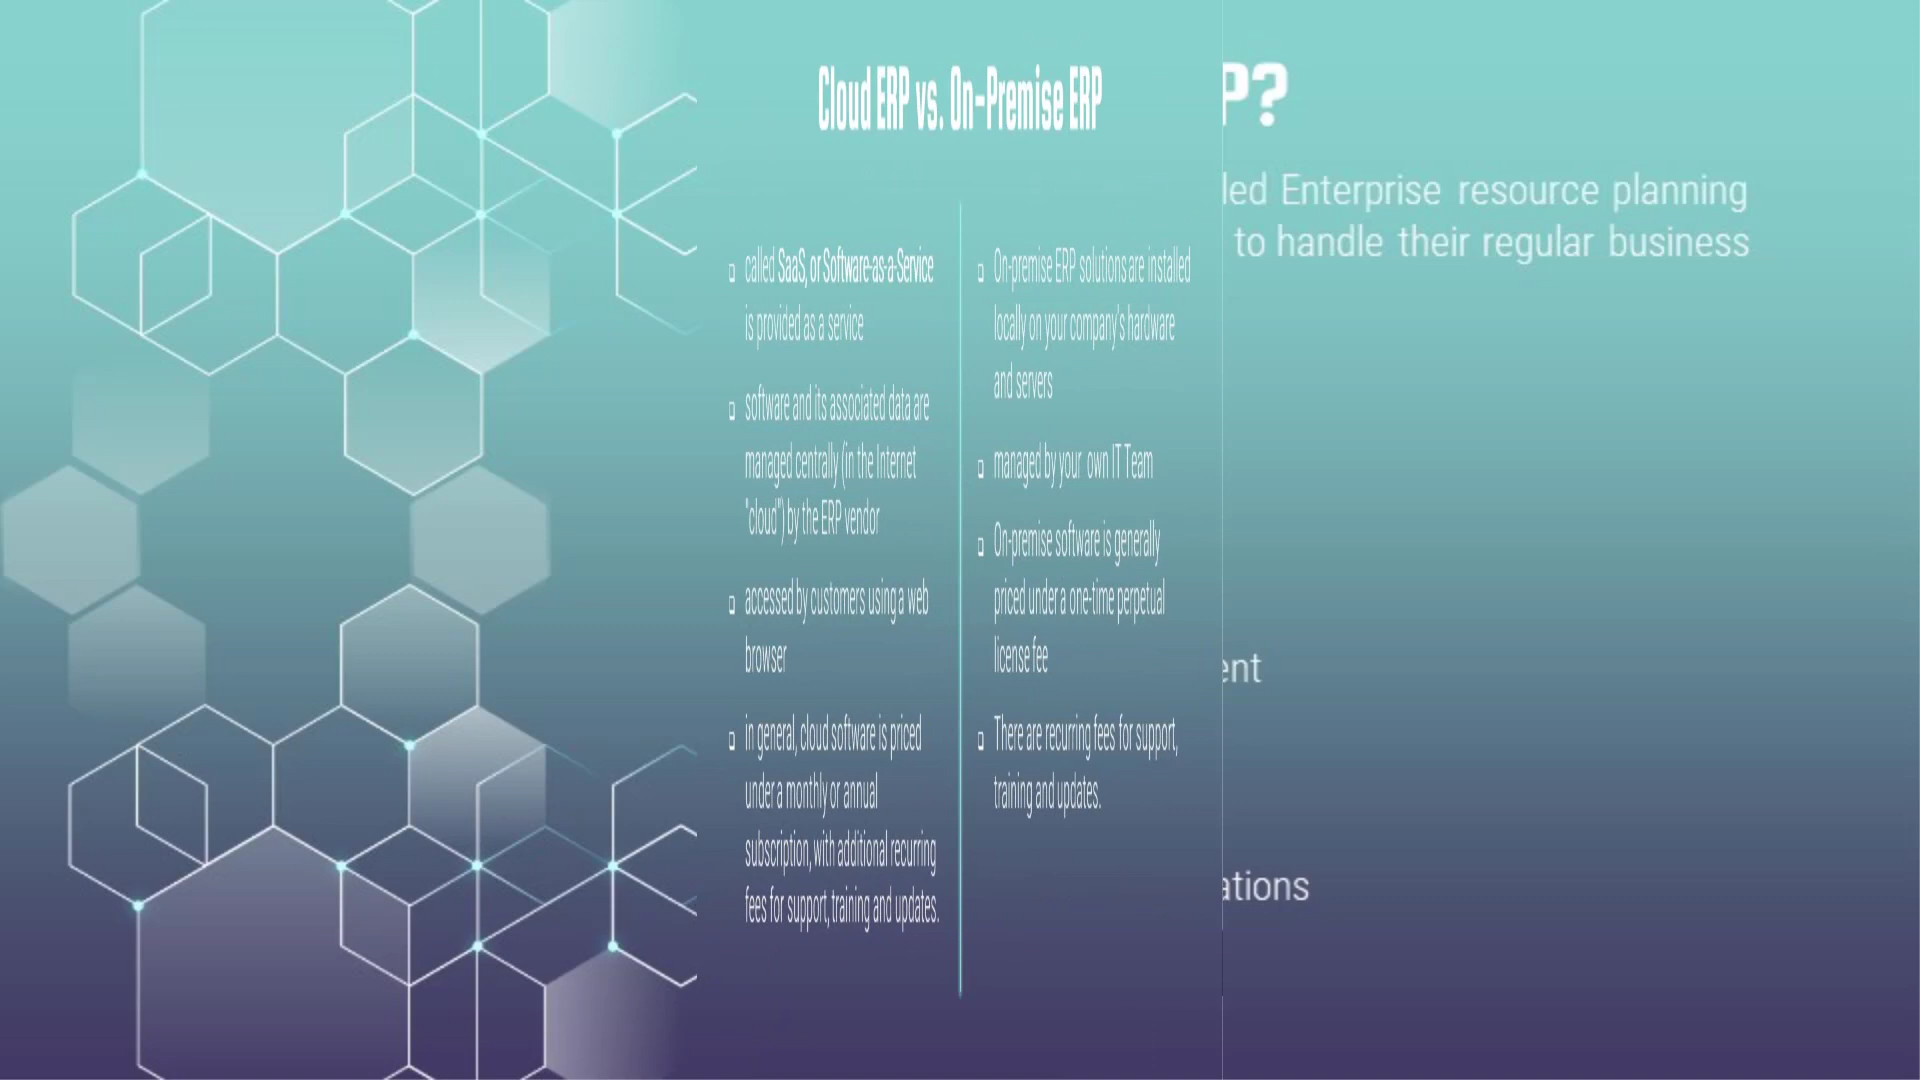 Cloud ERP vs. On-Premise ERP
called SaaS, or Software-as-a-Service
is provided as a service
software and its associated data are
managed centrally (in the Internet
"cloud") by the ERP vendor
accessed by customers using a web
browser
in general, cloud software is priced
under a monthly or annual
subscription, with additional recurring
fees for support, training and updates.
On-premise ERP solutions are installed
locally on your company's hardware
and servers
managed by your own IT Team
On-premise software is generally
priced under a one-time perpetual
license fee
There are recurring fees for support,
training and updates.
P?
led Enterprise resource planning
to handle their regular business
ent
ations